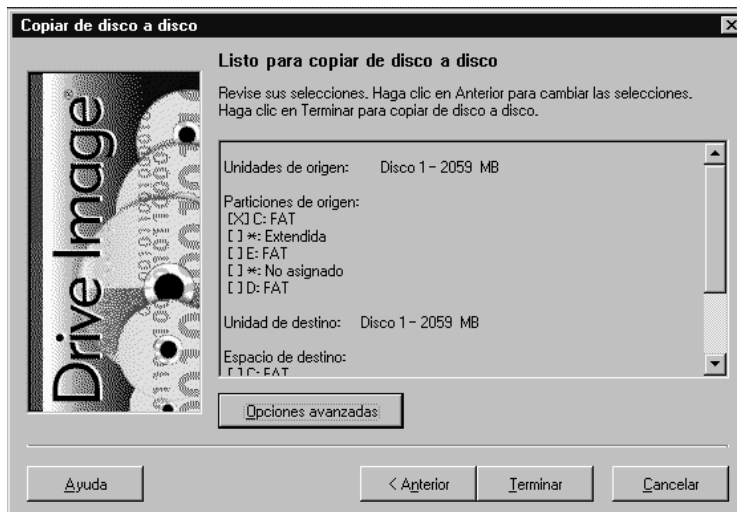 Copiar de disco a disco
Listo para copiar de disco a disco
Revise sus selecciones. Haga clic en Anterior para cambiar las selecciones.
Haga clic en Terminar para copiar de disco a disco.
Drive Image®
Unidades de origen: Disco 1 - 2059 MB
Particiones de origen:
[X] C: FAT
[ ] *: Extendida
[ ] E: FAT
[ ] *: No asignado
[ ] D: FAT
Unidad de destino: Disco 1 - 2059 MB
Espacio de destino:
[ ] C: FAT
Opciones avanzadas
Ayuda
< Anterior
Terminar
Cancelar